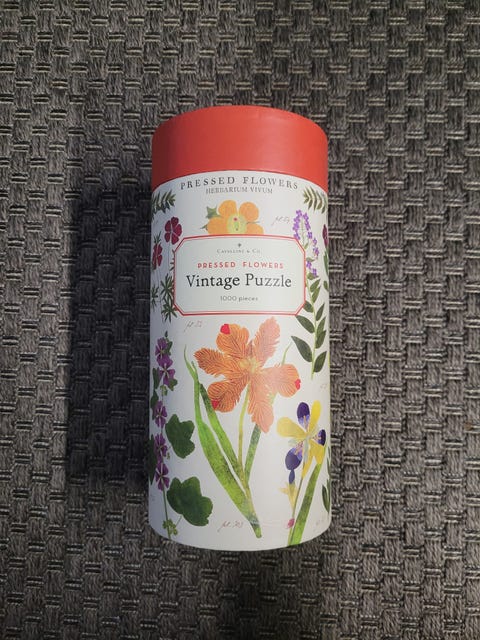 PRESSED FLOWERS
HERBARIUM VIVUM
CAVALLINI & CO.
PRESSED FLOWERS
Vintage Puzzle
1000 pieces